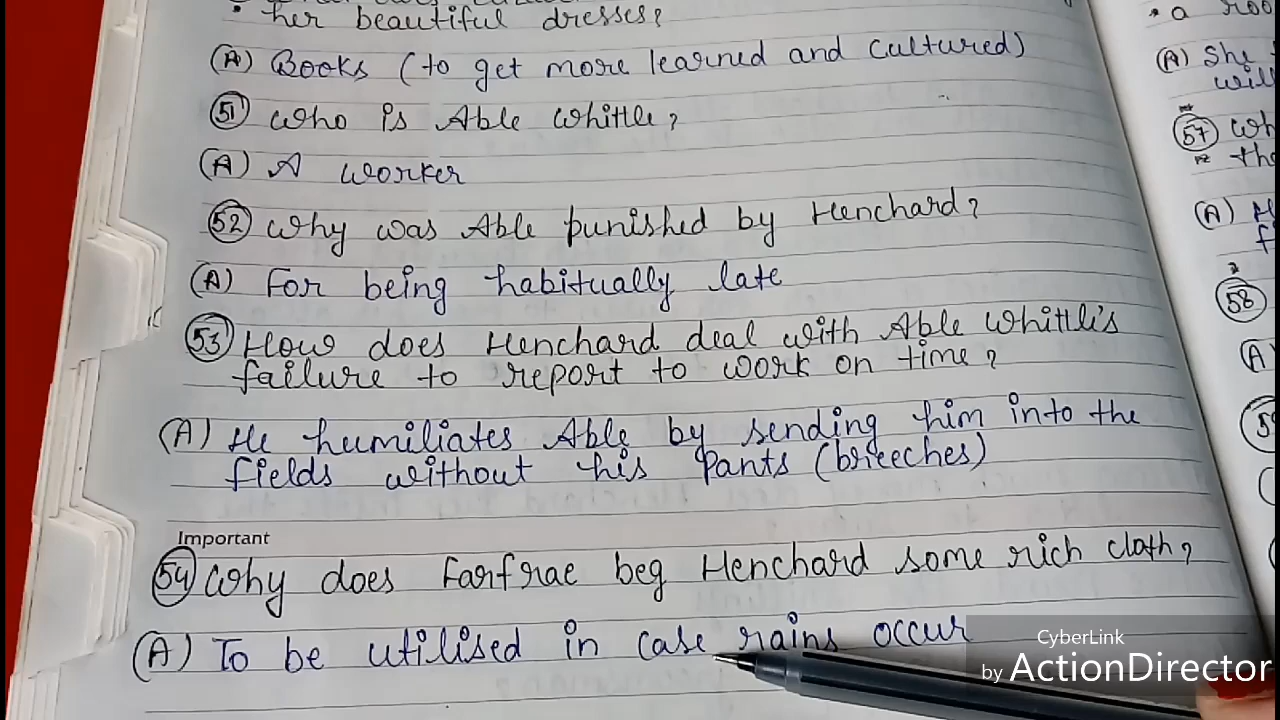 her beautiful dresses?
(A) Books (to get more learned and cultured)
51 Who is Able Whittle?
(A) A worker
52 Why was Able punished by Henchard?
(A) For being habitually late
53 How does Henchard deal with Able Whittle's
failure to report to work on time?
(A) He humiliates Able by sending him into the
fields without his pants (breeches)
Important
54 Why does Farfrae beg Henchard some rich cloth?
(A) To be utilised in case rains occur
* a
(A) She
57
(A)
58
(A)
CyberLink
by ActionDirector